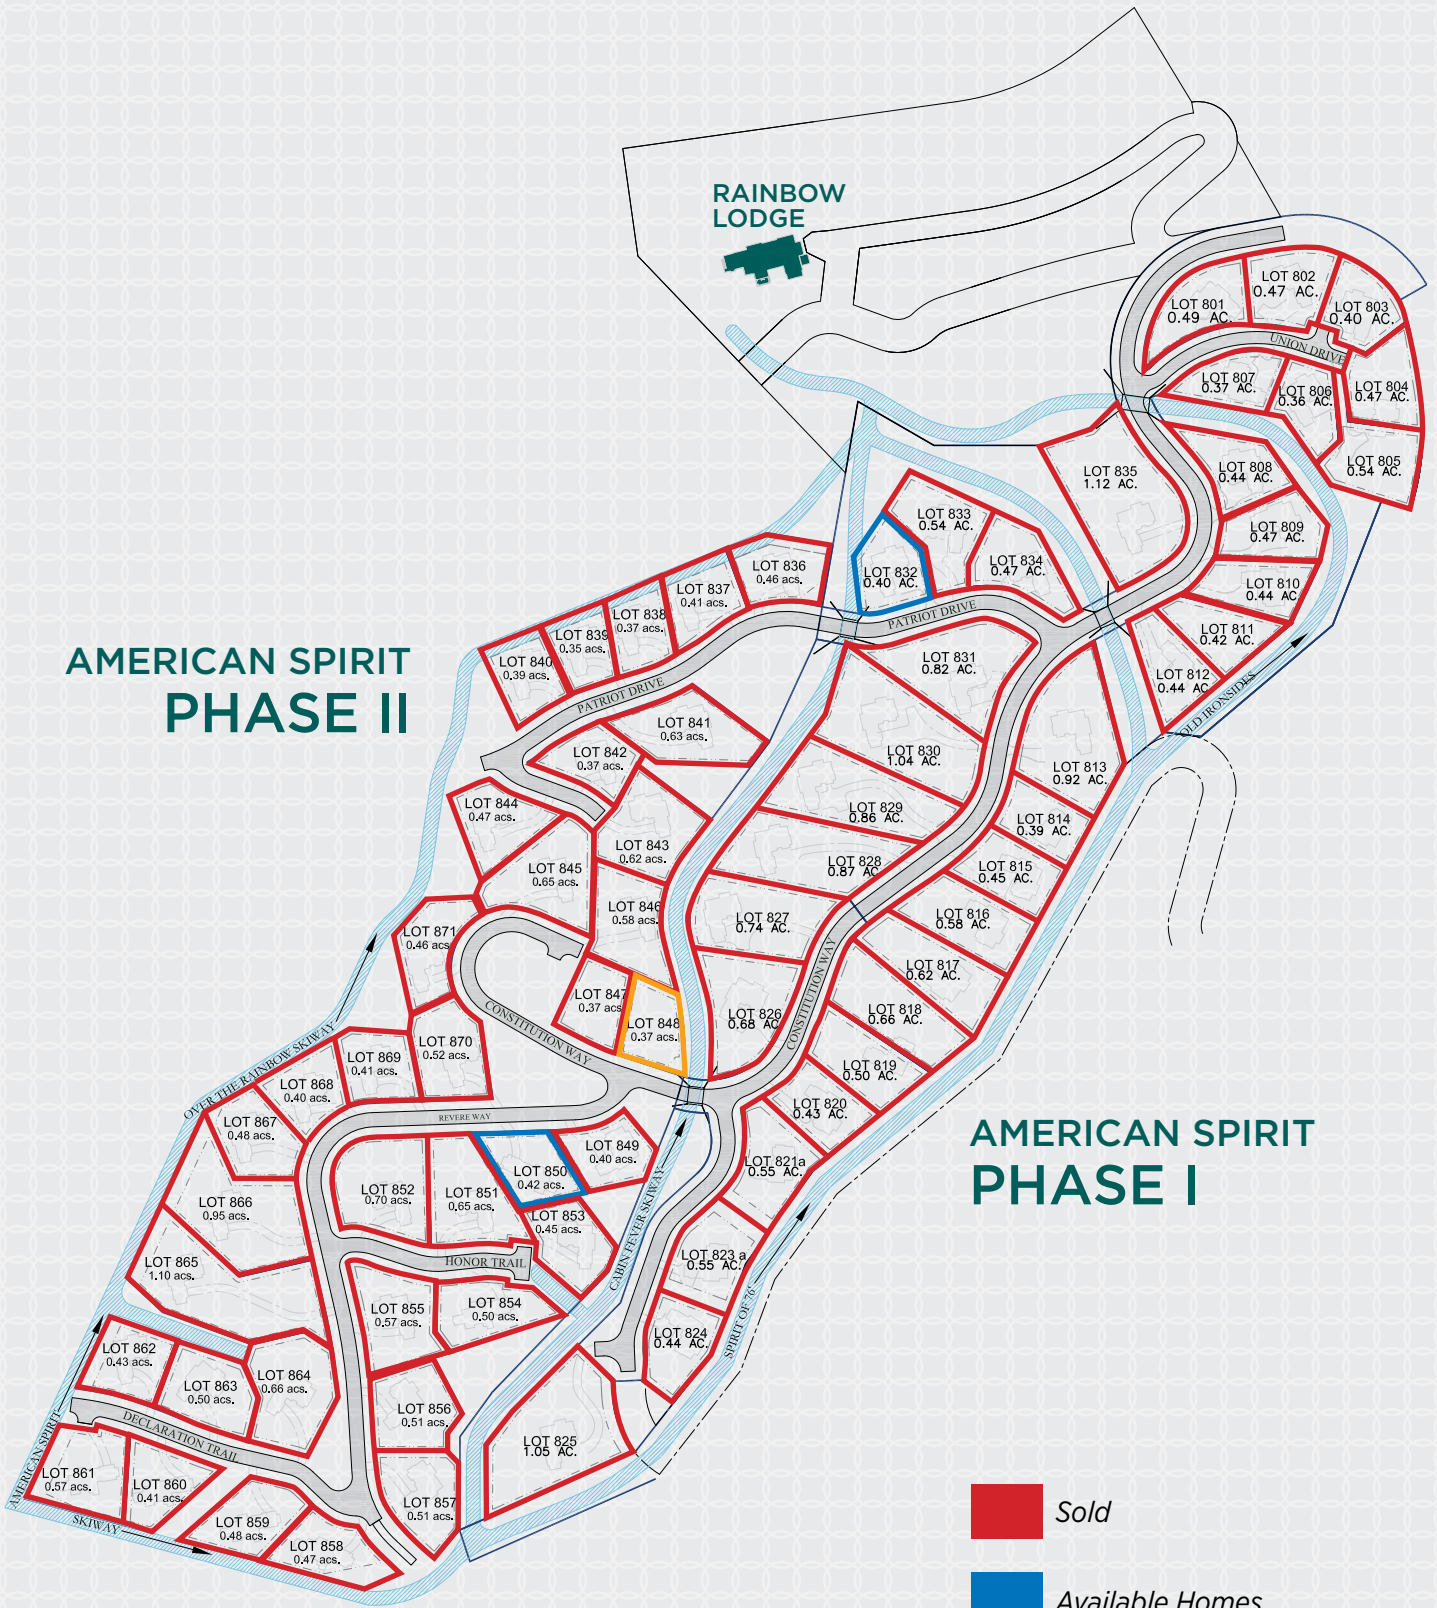 RAINBOW
LODGE
LOT 801
0.49 AC.
LOT 802
0.47 AC.
LOT 803
0.40 AC.
UNION DRIVE
LOT 807
0.37 AC.
LOT 806
0.36 AC.
LOT 804
0.47 AC.
LOT 805
0.54 AC.
LOT 835
1.12 AC.
LOT 808
0.44 AC.
LOT 809
0.47 AC.
LOT 810
0.44 AC.
LOT 811
0.42 AC.
LOT 812
0.44 AC
OLD IRONSIDES
LOT 833
0.54 AC.
LOT 834
0.47 AC.
LOT 832
0.40 AC.
PATRIOT DRIVE
LOT 836
0.46 acs.
LOT 837
0.41 acs.
LOT 838
0.37 acs.
LOT 839
0.35 acs.
LOT 840
0.39 acs.
PATRIOT DRIVE
AMERICAN SPIRIT
PHASE II
LOT 831
0.82 AC.
LOT 830
1.04 AC.
LOT 829
0.86 AC.
LOT 828
0.87 AC
LOT 827
0.74 AC.
LOT 826
0.68 AC
LOT 813
0.92 AC.
LOT 814
0.39 AC.
LOT 815
0.45 AC.
LOT 816
0.58 AC.
LOT 817
0.62 AC.
LOT 818
0.66 AC.
LOT 819
0.50 AC.
LOT 820
0.43 AC.
LOT 821a
0.55 AC.
CONSTITUTION WAY
LOT 841
0.63 acs.
LOT 842
0.37 acs.
LOT 843
0.62 acs.
LOT 844
0.47 acs.
LOT 845
0.65 acs.
LOT 846
0.58 acs.
LOT 847
0.37 acs
LOT 848
0.37 acs.
LOT 871
0.46 acs.
CONSTITUTION WAY
LOT 870
0.52 acs.
LOT 869
0.41 acs.
LOT 868
0.40 acs.
LOT 867
0.48 acs.
OVER THE RAINBOW SKIWAY
REVERE WAY
LOT 849
0.40 acs.
LOT 850
0.42 acs.
LOT 851
0.65 acs.
LOT 852
0.70 acs.
LOT 853
0.45 acs.
LOT 866
0.95 acs.
LOT 865
1.10 acs.
HONOR TRAIL
CABIN FEVER SKIWAY
AMERICAN SPIRIT
PHASE I
LOT 823 a
0.55 AC.
LOT 824
0.44 AC.
SPIRIT OF 76'
LOT 854
0.50 acs.
LOT 855
0.57 acs.
LOT 856
0.51 acs.
LOT 857
0.51 acs.
LOT 825
1.05 AC.
LOT 862
0.43 acs.
LOT 863
0.50 acs.
LOT 864
0.66 acs.
DECLARATION TRAIL
LOT 861
0.57 acs.
LOT 860
0.41 acs.
LOT 859
0.48 acs.
LOT 858
0.47 acs.
AMERICAN SPIRIT
SKIWAY
Sold
Available Homes